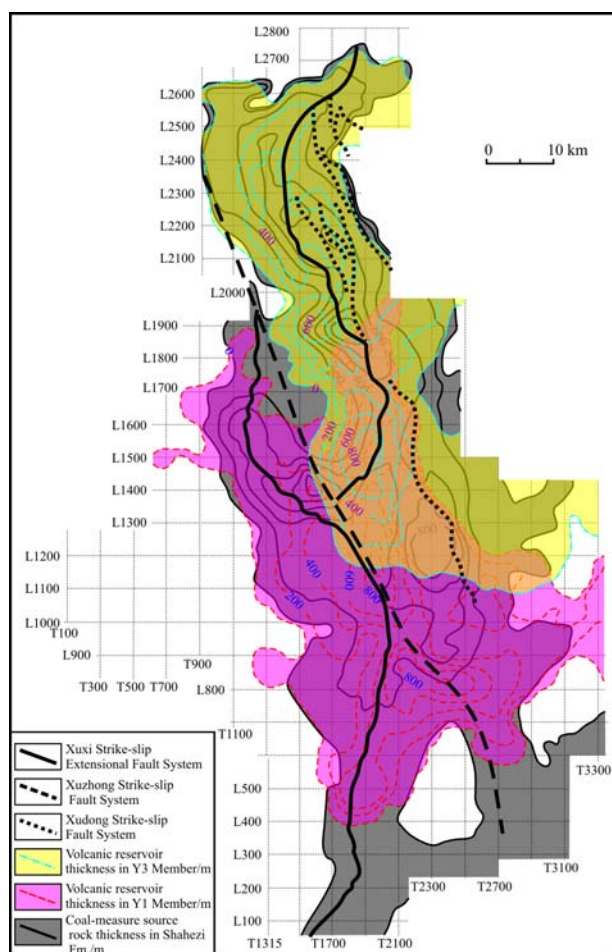 L2800
L2700
L2600
L2500
L2400
L2300
L2200
L2100
L2000
L1900
L1800
L1700
L1600
L1500
L1400
L1300
L1200
L1100
L1000
T100
L900
T900
T300 T500 T700
L800
T1100
L500
L400
L300
L200
L100
T1315
T1700
T2100
T2300
T2700
T3100
T3300
0 10 km
400
600
0
0
200
600
800
400
800
400
600
200
800
800
Xuxi Strike-slip
Extensional Fault System
Xuzhong Strike-slip
Fault System
Xudong Strike-slip
Fault System
Volcanic reservoir
thickness in Y3 Member/m
Volcanic reservoir
thickness in Y1 Member/m
Coal-measure source
rock thickness in Shahezi
Fm./m